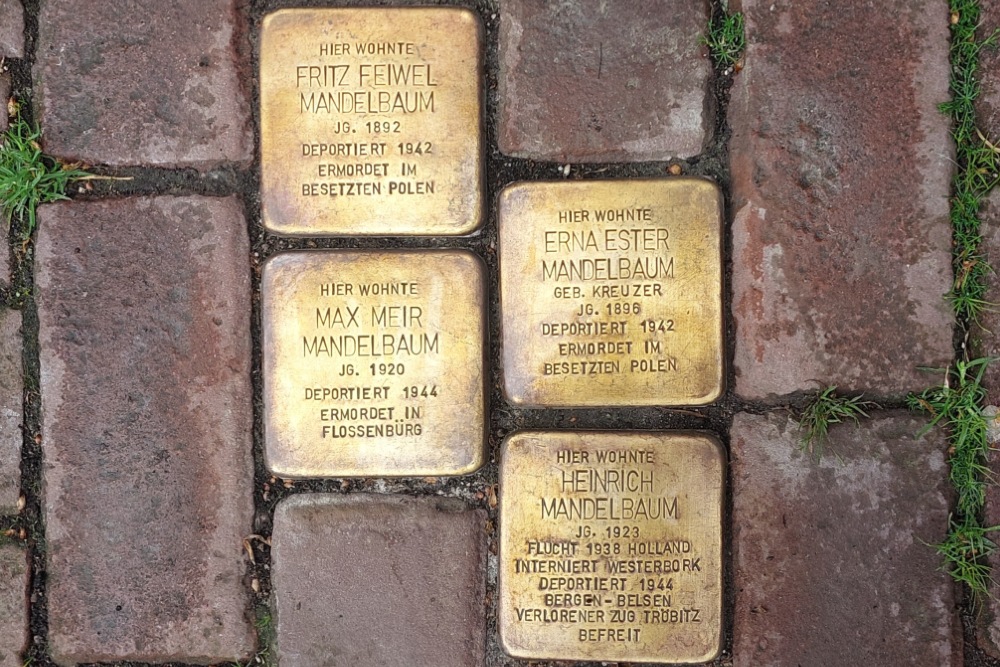 HIER WOHNTE
FRITZ FEIWEL
MANDELBAUM
JG. 1892
DEPORTIERT 1942
ERMORDET IM
BESETZTEN POLEN
HIER WOHNTE
ERNA ESTER
MANDELBAUM
GEB. KREUZER
JG. 1896
DEPORTIERT 1942
ERMORDET IM
BESETZTEN POLEN
HIER WOHNTE
MAX MEIR
MANDELBAUM
JG. 1920
DEPORTIERT 1944
ERMORDET IN
FLOSSENBÜRG
HIER WOHNTE
HEINRICH
MANDELBAUM
JG. 1923
FLUCHT 1938 HOLLAND
INTERNIERT WESTERBORK
DEPORTIERT 1944
BERGEN-BELSEN
VERLORENER ZUG TRÖBITZ
BEFREIT